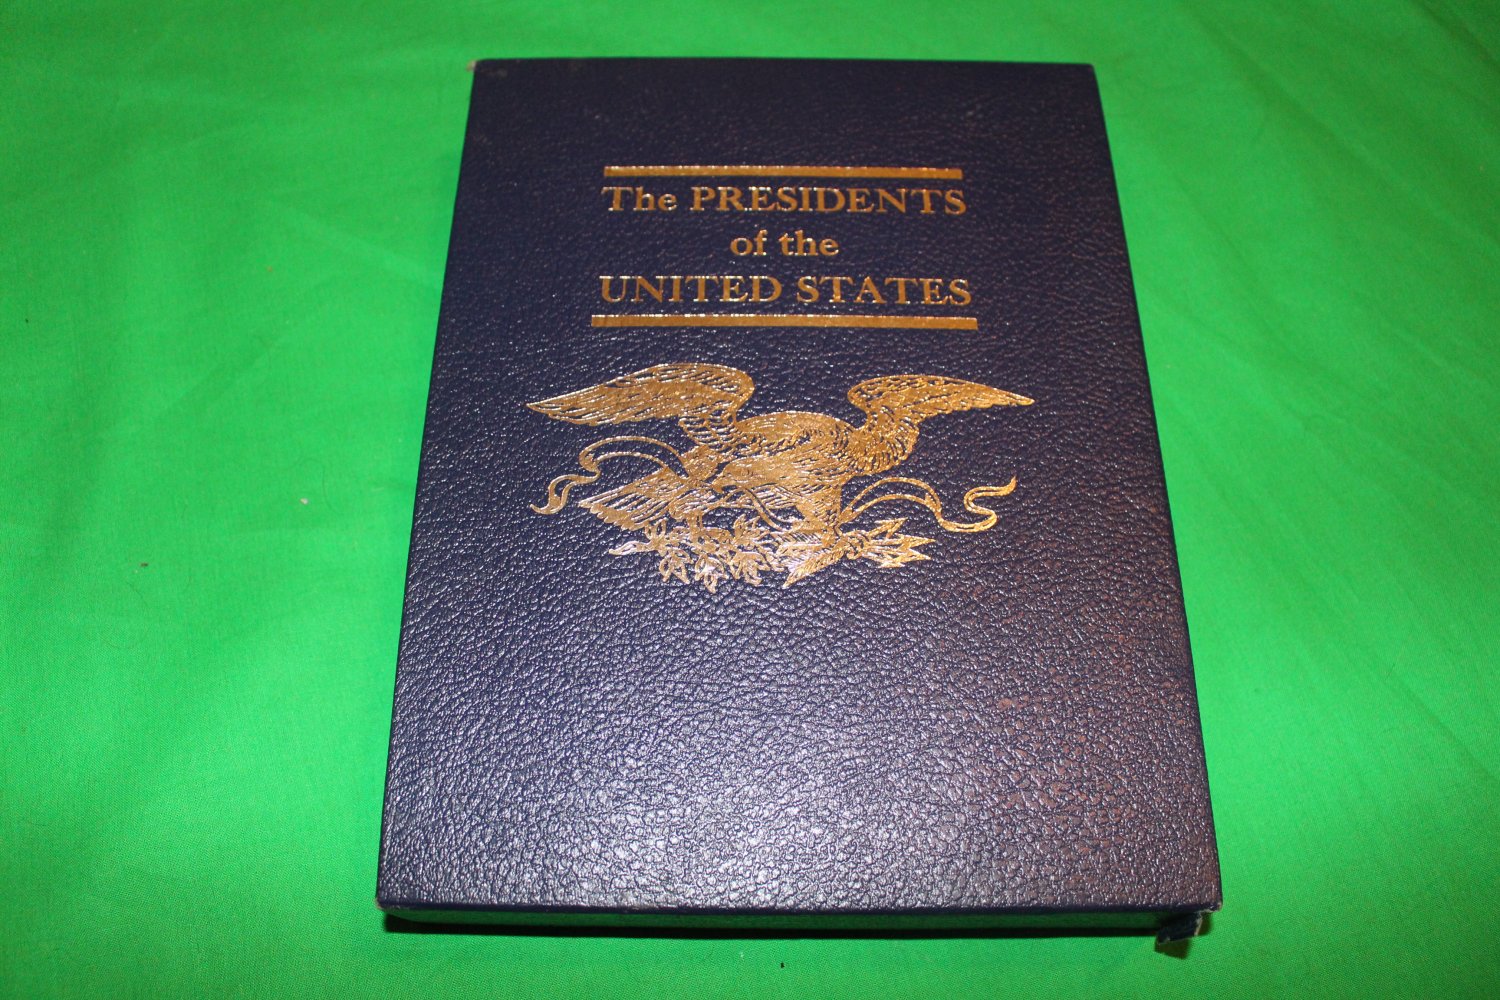 The PRESIDENTS
of the
UNITED STATES